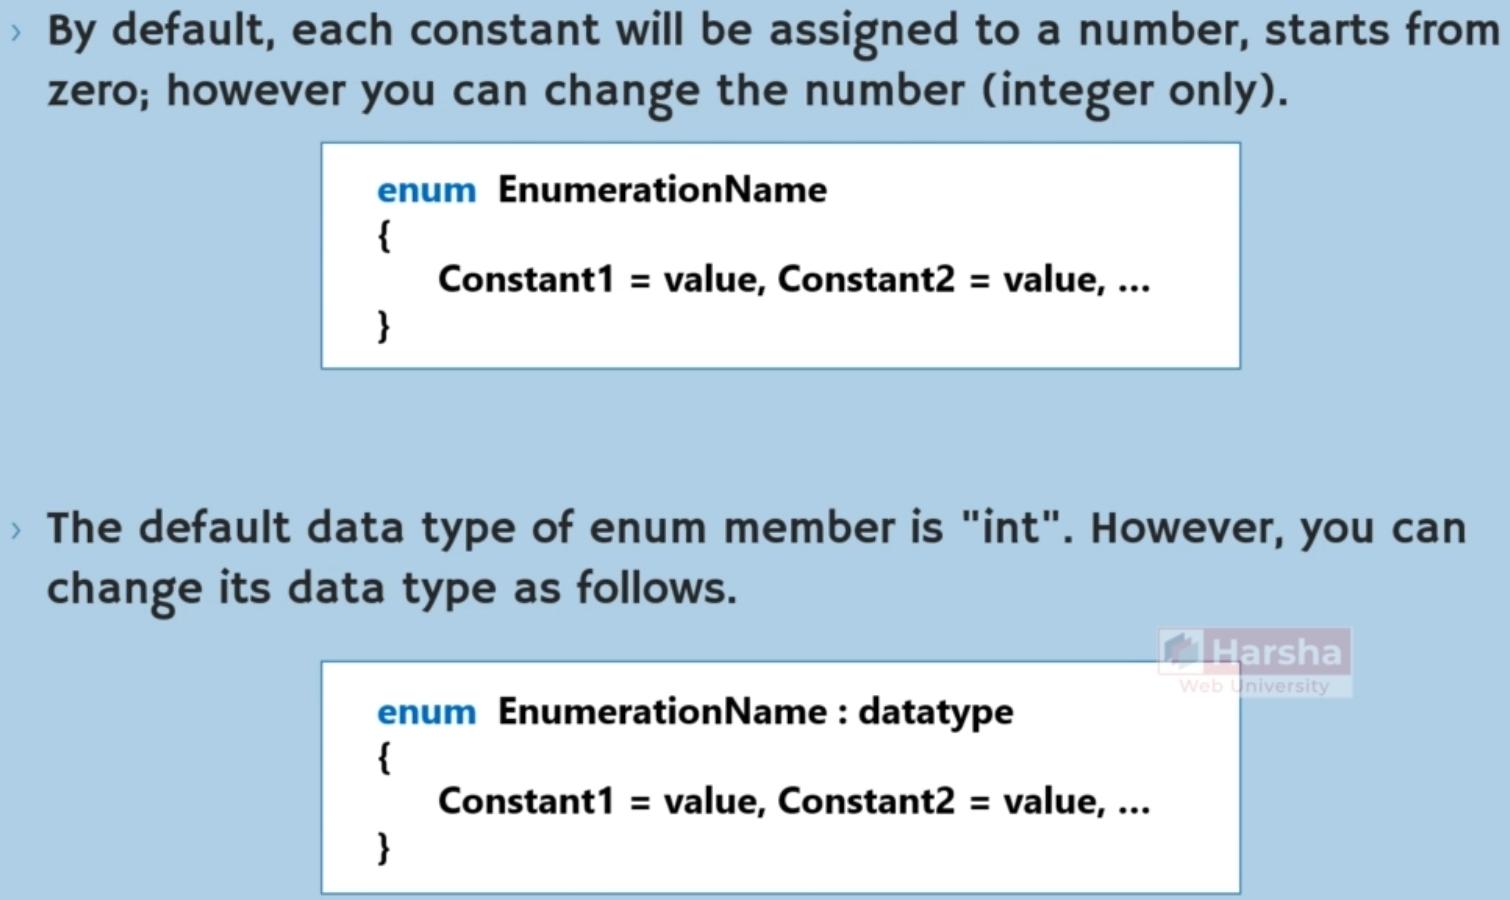 › By default, each constant will be assigned to a number, starts from
zero; however you can change the number (integer only).
enum EnumerationName
{
Constant1 = value, Constant2 = value, ...
}
› The default data type of enum member is "int". However, you can
change its data type as follows.
Harsha
Web University
enum EnumerationName : datatype
{
Constant1 = value, Constant2 = value, ...
}